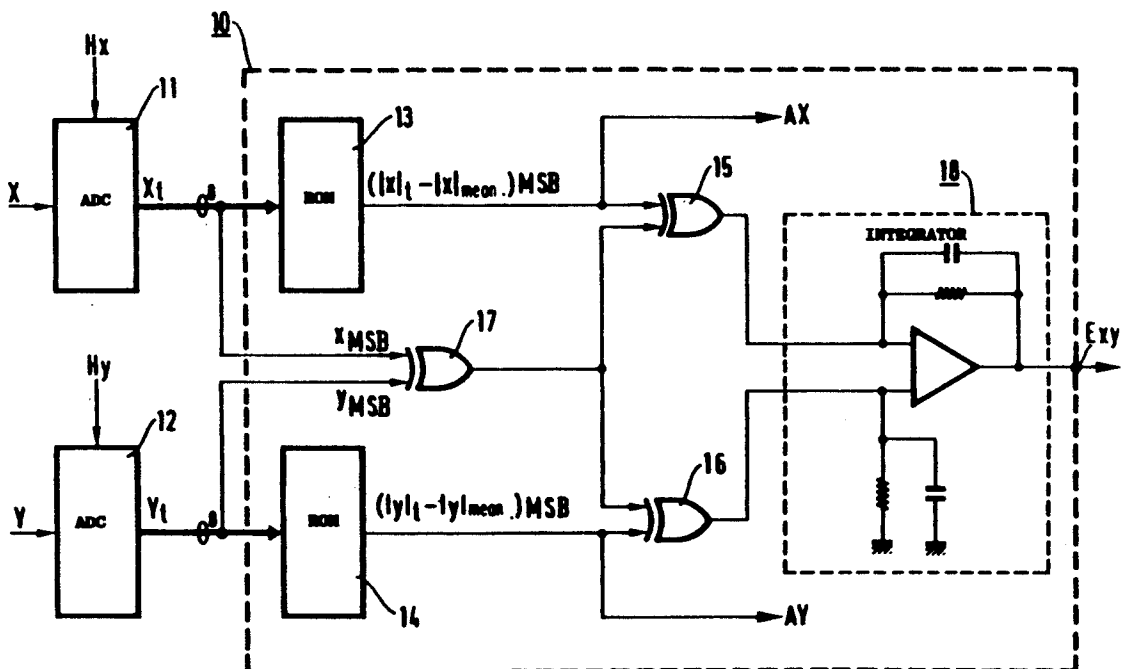 10
Hx
11
13
AX
X
ADC
Xt
8
ROM
(|x|t – |x|mean.) MSB
15
18
INTEGRATOR
xMSB
17
yMSB
Exy
Hy
12
16
Y
ADC
Yt
8
ROM
(|y|t – |y|mean.) MSB
14
AY